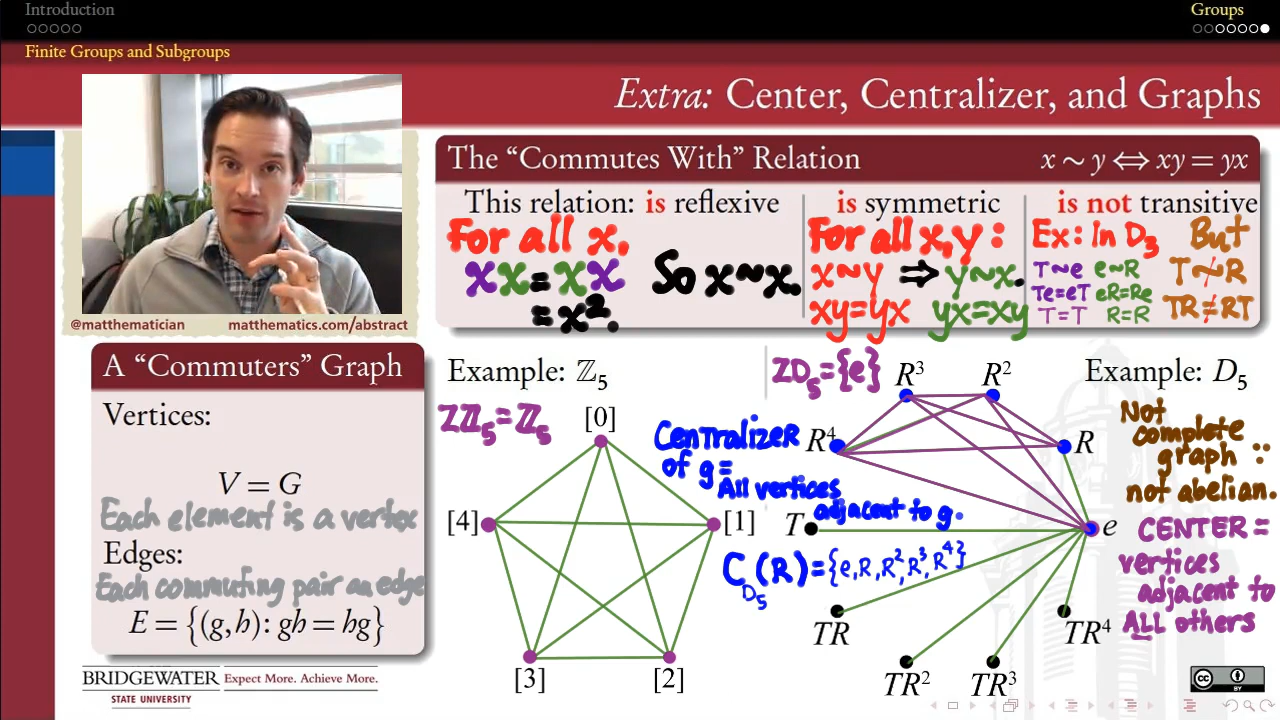 Introduction
Groups
Finite Groups and Subgroups
Extra: Center, Centralizer, and Graphs
@matthematician matthematics.com/abstract
The “Commutes With” Relation x ∼ y ⇔ xy = yx
This relation: is reflexive
For all x,
xx = xx
= x².
So x~x.
is symmetric
For all x,y:
x~y ⇒ y~x.
xy=yx yx=xy
is not transitive
Ex: In D₃
T~e e~R
Te=eT eR=Re
T=T R=R
But
T≁R
TR≠RT
A “Commuters” Graph
Vertices:
V = G
Each element is a vertex
Edges:
Each commuting pair an edge
E = {(g, h): gh = hg}
Example: ℤ₅
Zℤ₅=ℤ₅
[0]
[4]
[1]
[3]
[2]
ZD₅={e}
Example: D₅
R³
R²
R⁴
R
T
e
TR
TR⁴
TR²
TR³
Centralizer
of g=
All vertices
adjacent to g.
C_D₅(R)={e,R,R²,R³,R⁴}
Not
complete
graph ∵
not abelian.
CENTER =
vertices
adjacent to
ALL others
BRIDGEWATER
STATE UNIVERSITY
Expect More. Achieve More.
cc
BY